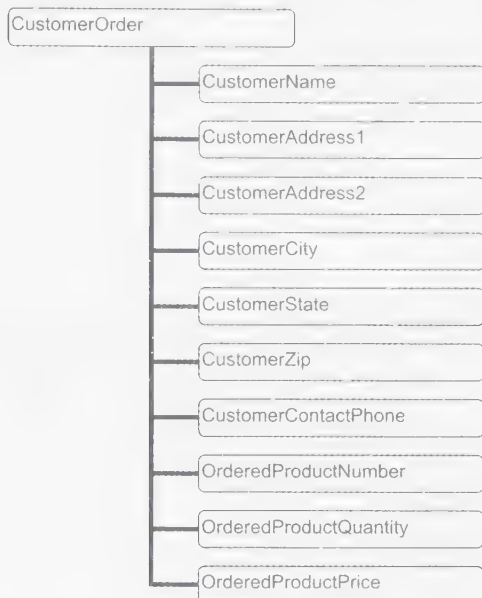 CustomerOrder
CustomerName
CustomerAddress1
CustomerAddress2
CustomerCity
CustomerState
CustomerZip
CustomerContactPhone
OrderedProductNumber
OrderedProductQuantity
OrderedProductPrice